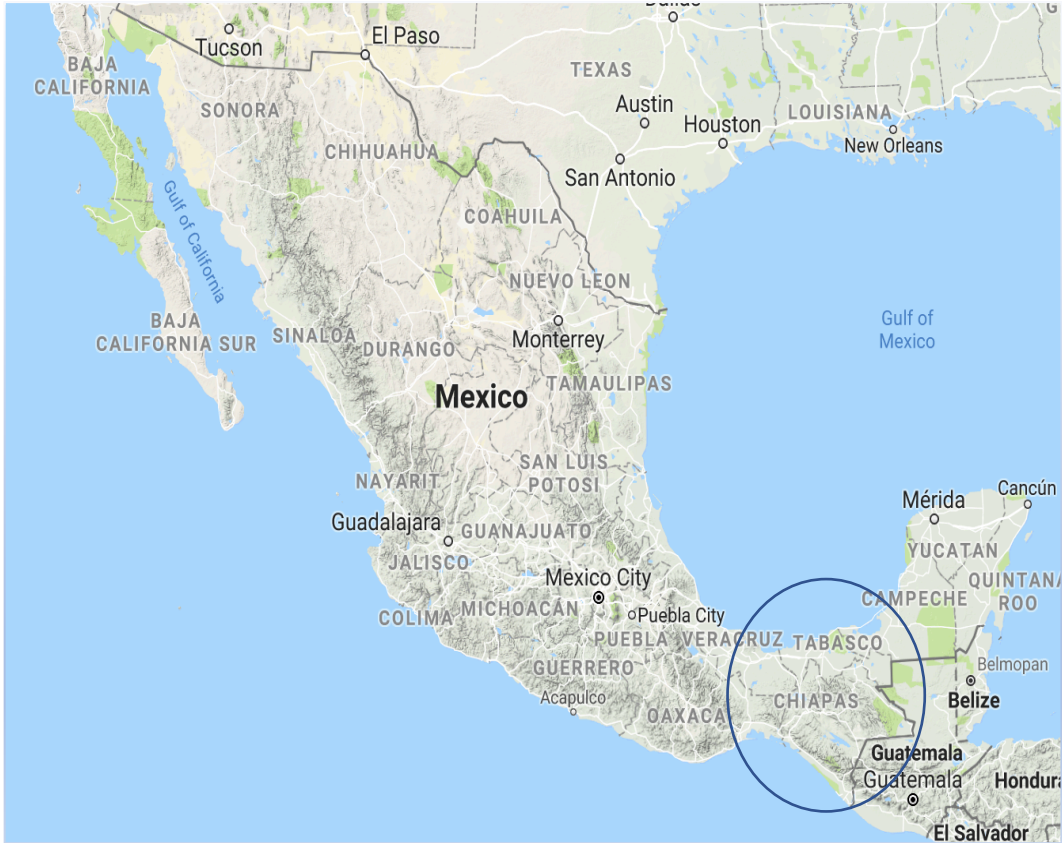 Dallas
El Paso
Tucson
BAJA
CALIFORNIA
TEXAS
SONORA
Austin
LOUISIANA
Houston
New Orleans
CHIHUAHUA
San Antonio
Gulf of California
COAHUILA
NUEVO LEON
BAJA
CALIFORNIA SUR
SINALOA
DURANGO
Monterrey
Gulf of
Mexico
TAMAULIPAS
Mexico
SAN LUIS
POTOSI
NAYARIT
Cancún
Mérida
Guadalajara
GUANAJUATO
YUCATAN
JALISCO
Mexico City
QUINTANA
ROO
CAMPECHE
COLIMA
MICHOACÁN
Puebla City
PUEBLA
VERACRUZ
TABASCO
GUERRERO
Belmopan
Acapulco
OAXACA
CHIAPAS
Belize
Guatemala
Guatemala
Hondur
El Salvador